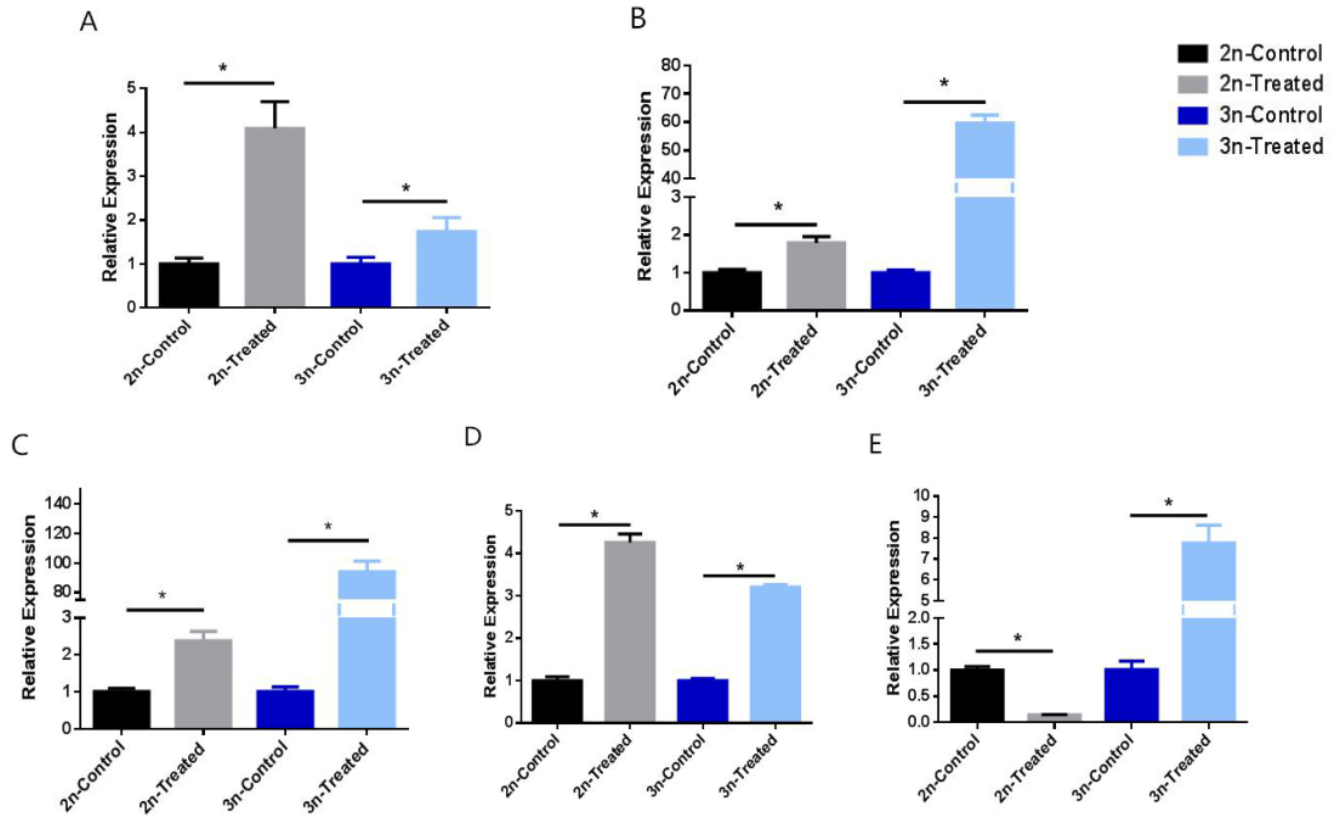 A
Relative Expression
5
4
3
2
1
0
*
*
2n-Control
2n-Treated
3n-Control
3n-Treated
B
Relative Expression
80
70
60
50
40
3
2
1
0
*
*
2n-Control
2n-Treated
3n-Control
3n-Treated
2n-Control
2n-Treated
3n-Control
3n-Treated
C
Relative Expression
140
120
100
80
3
2
1
0
*
*
2n-Control
2n-Treated
3n-Control
3n-Treated
D
Relative Expression
5
4
3
2
1
0
*
*
2n-Control
2n-Treated
3n-Control
3n-Treated
E
Relative Expression
10
9
8
7
6
5
2.0
1.5
1.0
0.5
0.0
*
*
2n-Control
2n-Treated
3n-Control
3n-Treated